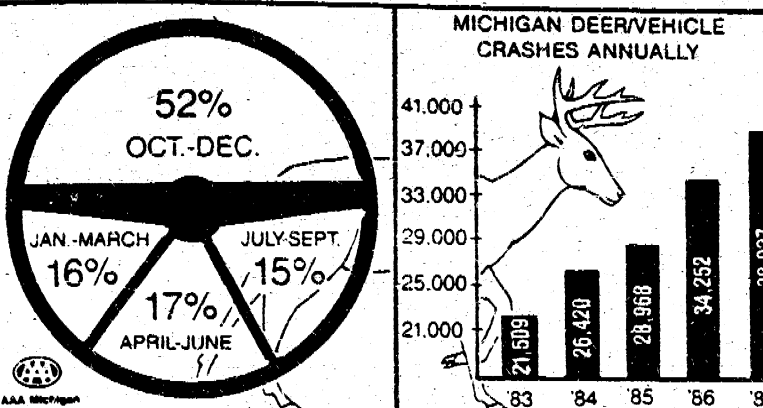 52%
OCT.-DEC.
JAN.-MARCH
16%
JULY-SEPT.
15%
17%
APRIL-JUNE
AAA Michigan
MICHIGAN DEER/VEHICLE
CRASHES ANNUALLY
41.000
37.000
33.000
29.000
25.000
21.000
21,509
26,420
28,968
34,252
'83
'84
'85
'86